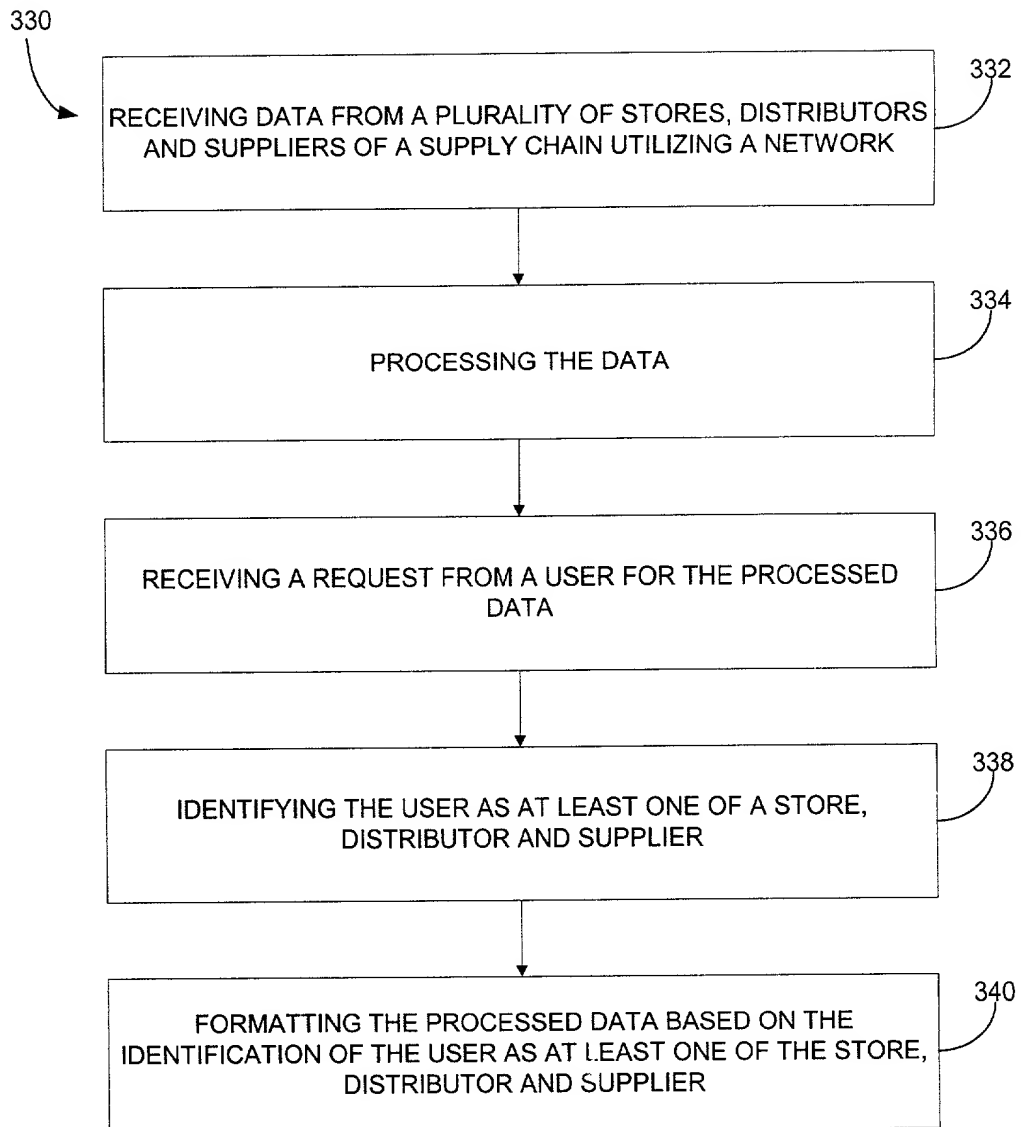 330
332
RECEIVING DATA FROM A PLURALITY OF STORES, DISTRIBUTORS
AND SUPPLIERS OF A SUPPLY CHAIN UTILIZING A NETWORK
334
PROCESSING THE DATA
336
RECEIVING A REQUEST FROM A USER FOR THE PROCESSED
DATA
338
IDENTIFYING THE USER AS AT LEAST ONE OF A STORE,
DISTRIBUTOR AND SUPPLIER
340
FORMATTING THE PROCESSED DATA BASED ON THE
IDENTIFICATION OF THE USER AS AT LEAST ONE OF THE STORE,
DISTRIBUTOR AND SUPPLIER